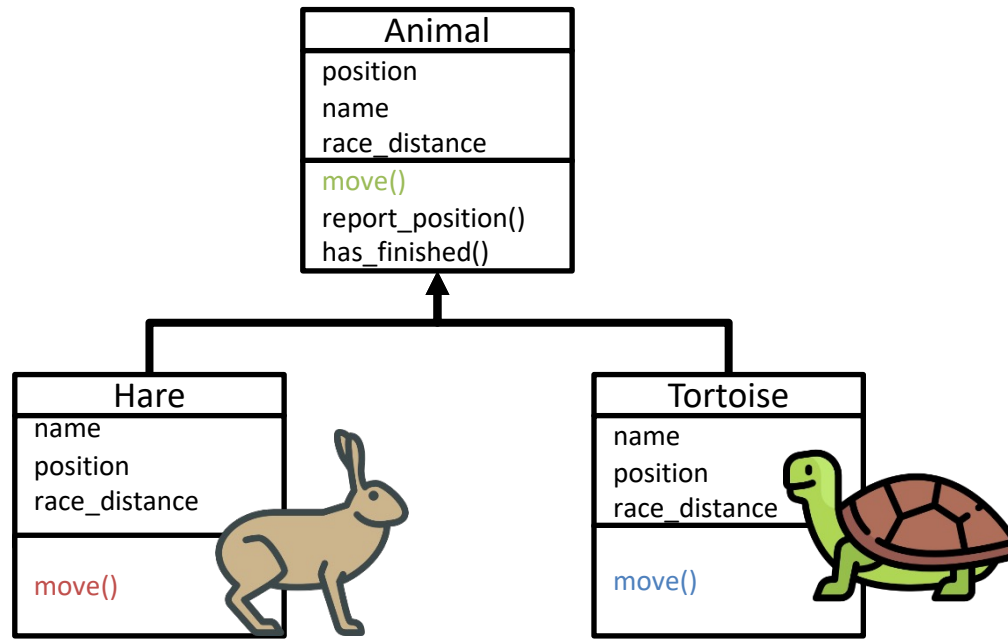 Animal
position
name
race_distance
move()
report_position()
has_finished()
Hare
name
position
race_distance
move()
Tortoise
name
position
race_distance
move()